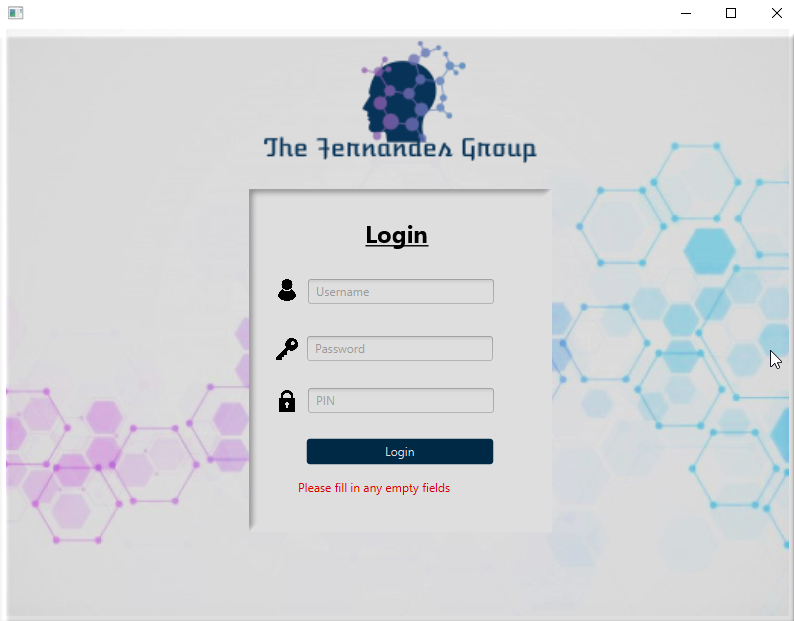 The Fernandes Group
Login
Username
Password
PIN
Login
Please fill in any empty fields